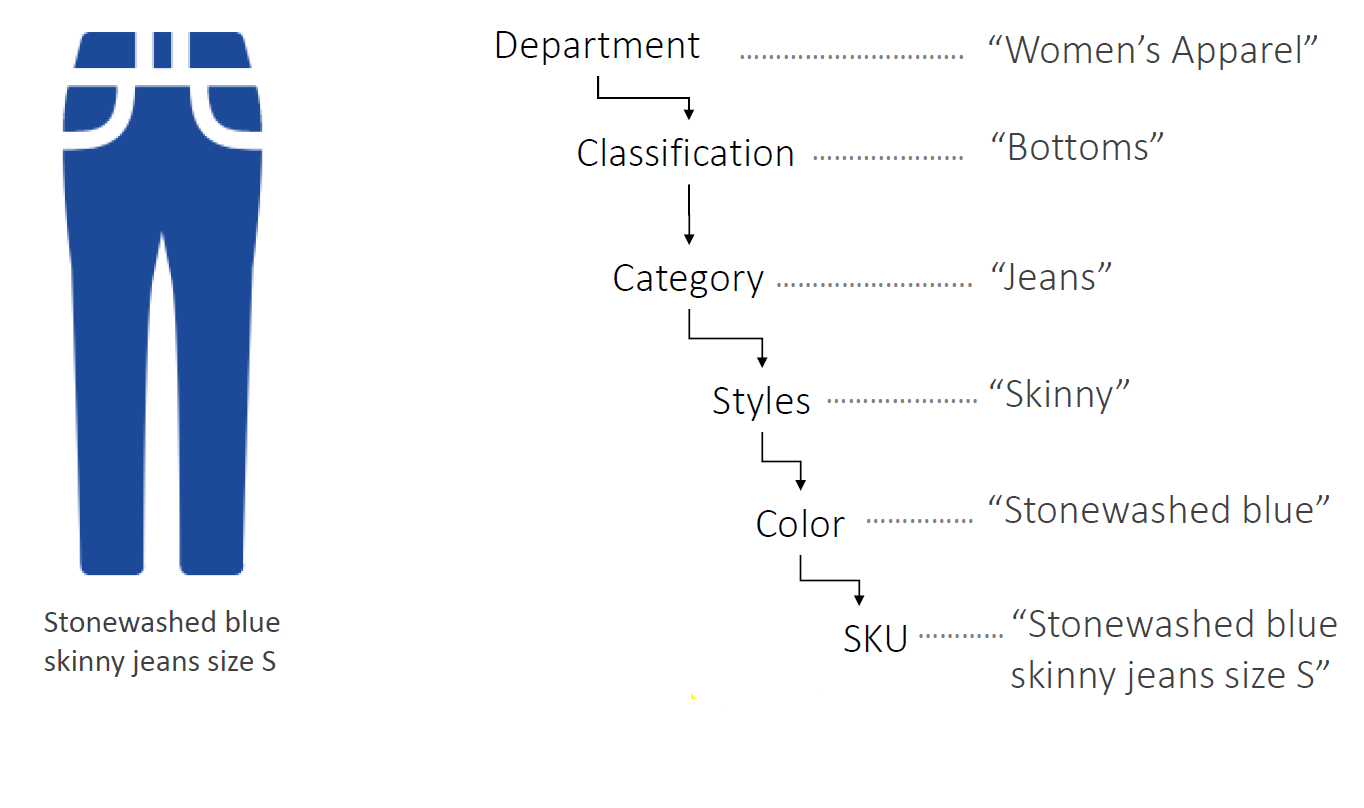 Department ........................... “Women’s Apparel”
Classification ..................... “Bottoms”
Category ........................... “Jeans”
Styles ..................... “Skinny”
Color ............... “Stonewashed blue”
SKU ............ “Stonewashed blue
skinny jeans size S”
Stonewashed blue
skinny jeans size S